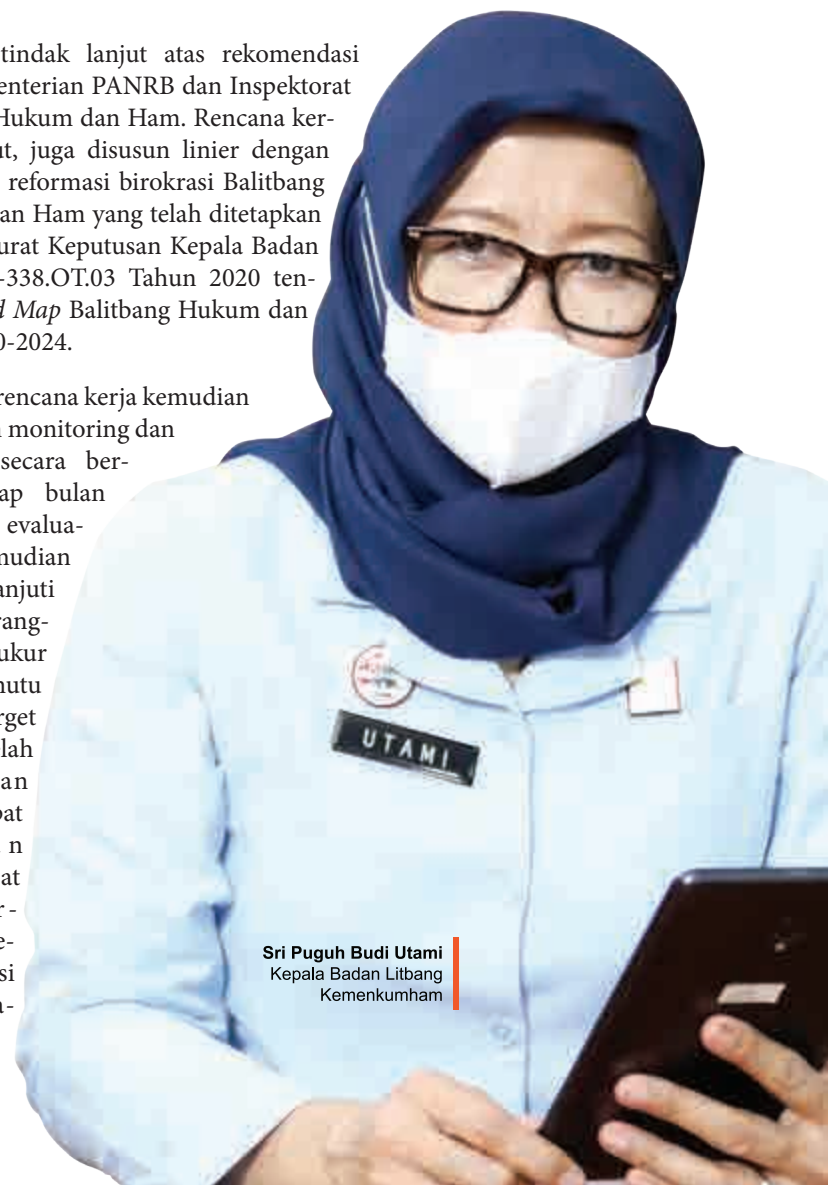 tindak lanjut atas rekomendasi
enterian PANRB dan Inspektorat
Hukum dan Ham. Rencana ker-
ut, juga disusun linier dengan
reformasi birokrasi Balitbang
an Ham yang telah ditetapkan
urat Keputusan Kepala Badan
-338.OT.03 Tahun 2020 ten-
d Map Balitbang Hukum dan
0-2024.
rencana kerja kemudian
n monitoring dan
secara ber-
ap bulan
evalua-
mudian
anjuti
rang-
ukur
nutu
rget
lah
an
pat
n
at
r-
e-
si
a-
UTAMI
Sri Puguh Budi Utami
Kepala Badan Litbang
Kemenkumham